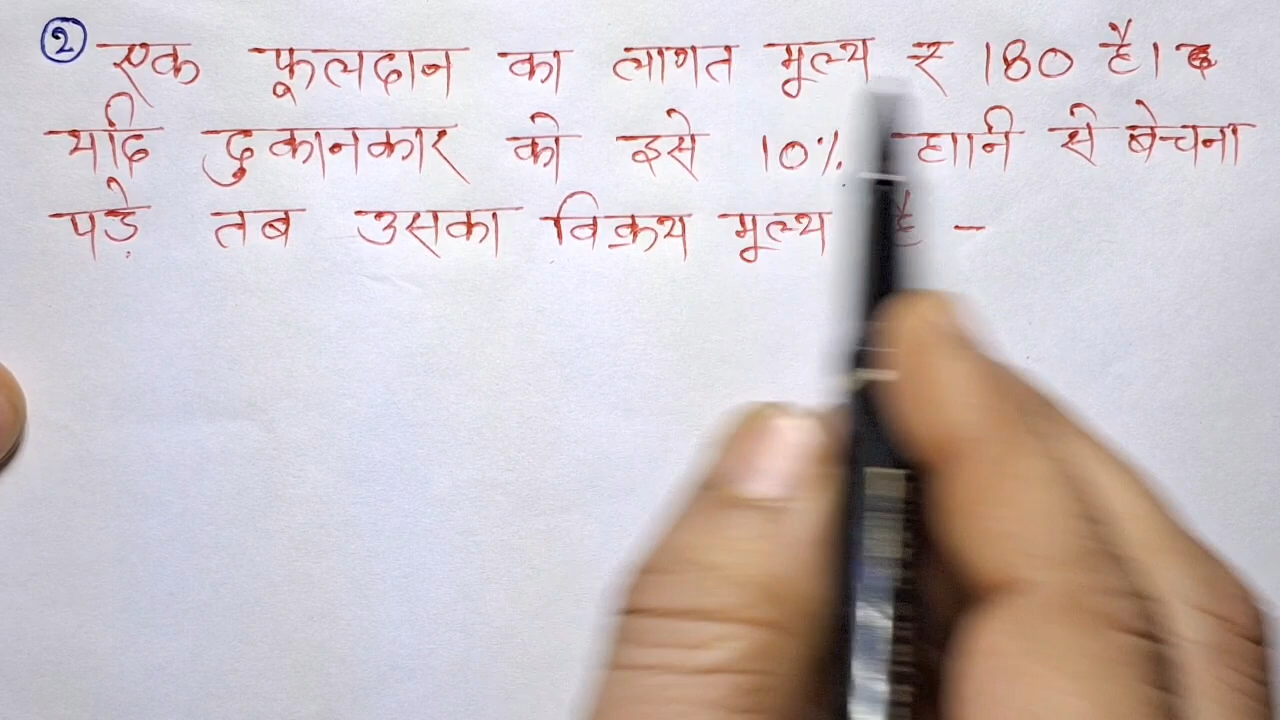 ② एक फूलदान का लागत मूल्य ₹ 180 है।
यदि दुकानकार को इसे 10% हानि से बेचना
पड़े तब उसका विक्रय मूल्य है –